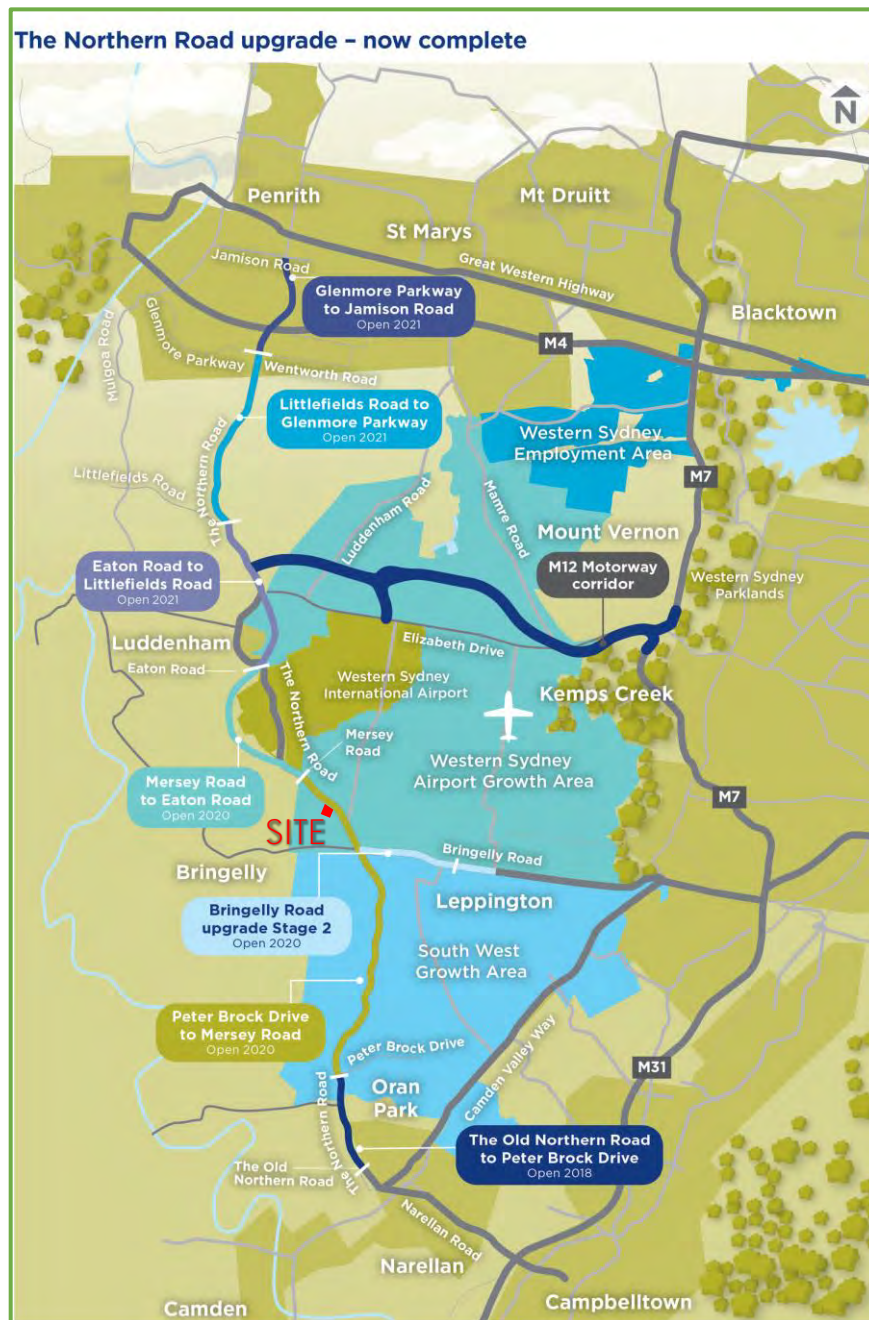 The Northern Road upgrade – now complete
N
Penrith
Mt Druitt
St Marys
Jamison Road
Great Western Highway
Glenmore Parkway
to Jamison Road
Open 2021
Blacktown
M4
Mulgoa Road
Glenmore Parkway
Wentworth Road
Littlefields Road to
Glenmore Parkway
Open 2021
Western Sydney
Employment Area
The Northern Road
Littlefields Road
M7
Luddenham Road
Mamre Road
Mount Vernon
Eaton Road to
Littlefields Road
Open 2021
M12 Motorway
corridor
Western Sydney
Parklands
Luddenham
Elizabeth Drive
Eaton Road
The Northern Road
Western Sydney
International Airport
Kemps Creek
Mersey
Road
Western Sydney
Airport Growth Area
Mersey Road
to Eaton Road
Open 2020
M7
SITE
Bringelly Road
Bringelly
Leppington
Bringelly Road
upgrade Stage 2
Open 2020
South West
Growth Area
Peter Brock Drive
to Mersey Road
Open 2020
Peter Brock Drive
Camden Valley Way
M31
Oran
Park
The Northern Road
The Old Northern Road
to Peter Brock Drive
Open 2018
The Old
Northern Road
Narellan Road
Narellan
Camden
Campbelltown